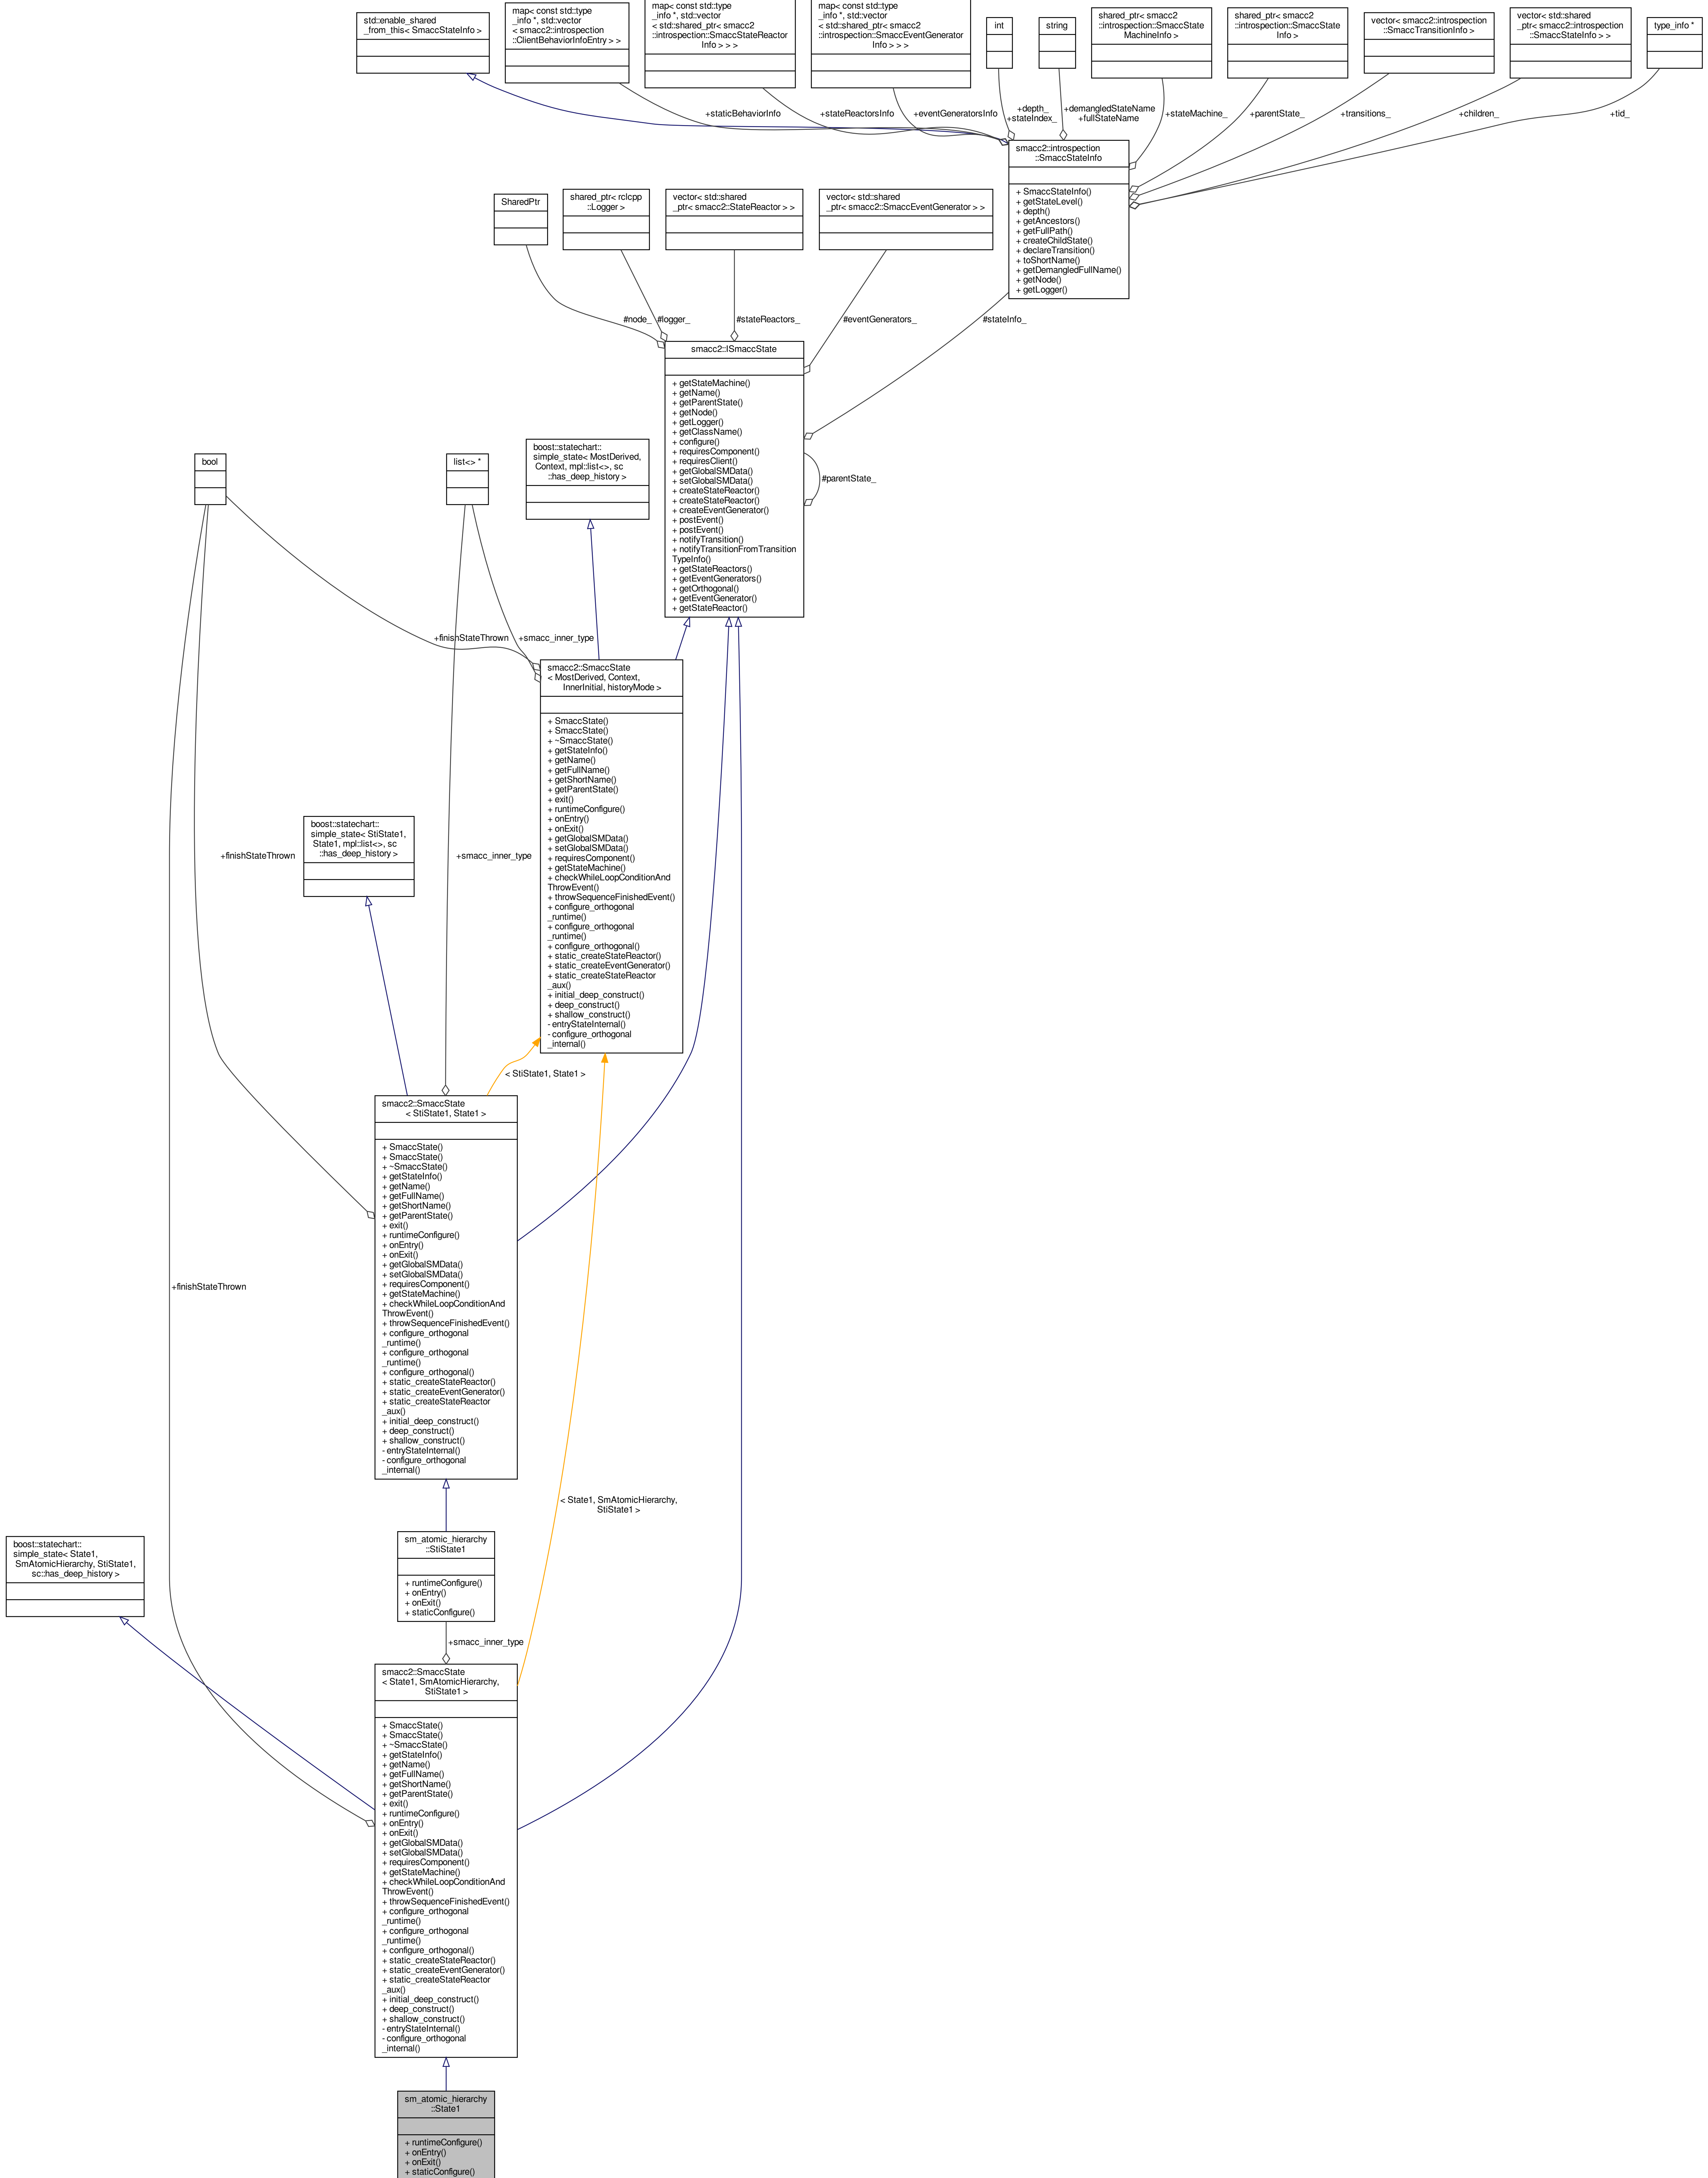 std::enable_shared
_from_this< SmaccStateInfo >
map< const std::type
_info *, std::vector
< smacc2::introspection
::ClientBehaviorInfoEntry > >
map< const std::type
_info *, std::vector
< std::shared_ptr< smacc2
::introspection::SmaccStateReactor
Info > > >
map< const std::type
_info *, std::vector
< std::shared_ptr< smacc2
::introspection::SmaccEventGenerator
Info > > >
int
string
shared_ptr< smacc2
::introspection::SmaccState
MachineInfo >
shared_ptr< smacc2
::introspection::SmaccState
Info >
vector< smacc2::introspection
::SmaccTransitionInfo >
vector< std::shared
_ptr< smacc2::introspection
::SmaccStateInfo > >
type_info *
+staticBehaviorInfo
+stateReactorsInfo
+eventGeneratorsInfo
+depth_
+stateIndex_
+demangledStateName
+fullStateName
+stateMachine_
+parentState_
+transitions_
+children_
+tid_
smacc2::introspection
::SmaccStateInfo
+ SmaccStateInfo()
+ getStateLevel()
+ depth()
+ getAncestors()
+ getFullPath()
+ createChildState()
+ declareTransition()
+ toShortName()
+ getDemangledFullName()
+ getNode()
+ getLogger()
SharedPtr
shared_ptr< rclcpp
::Logger >
vector< std::shared
_ptr< smacc2::StateReactor > >
vector< std::shared
_ptr< smacc2::SmaccEventGenerator > >
#node_
#logger_
#stateReactors_
#eventGenerators_
#stateInfo_
smacc2::ISmaccState
+ getStateMachine()
+ getName()
+ getParentState()
+ getNode()
+ getLogger()
+ getClassName()
+ configure()
+ requiresComponent()
+ requiresClient()
+ getGlobalSMData()
+ setGlobalSMData()
+ createStateReactor()
+ createStateReactor()
+ createEventGenerator()
+ postEvent()
+ postEvent()
+ notifyTransition()
+ notifyTransitionFromTransition
TypeInfo()
+ getStateReactors()
+ getEventGenerators()
+ getOrthogonal()
+ getEventGenerator()
+ getStateReactor()
#parentState_
bool
list<> *
boost::statechart::
simple_state< MostDerived,
Context, mpl::list<>, sc
::has_deep_history >
+finishStateThrown
+smacc_inner_type
smacc2::SmaccState
< MostDerived, Context,
InnerInitial, historyMode >
+ SmaccState()
+ SmaccState()
+ ~SmaccState()
+ getStateInfo()
+ getName()
+ getFullName()
+ getShortName()
+ getParentState()
+ exit()
+ runtimeConfigure()
+ onEntry()
+ onExit()
+ getGlobalSMData()
+ setGlobalSMData()
+ requiresComponent()
+ getStateMachine()
+ checkWhileLoopConditionAnd
ThrowEvent()
+ throwSequenceFinishedEvent()
+ configure_orthogonal
_runtime()
+ configure_orthogonal
_runtime()
+ configure_orthogonal()
+ static_createStateReactor()
+ static_createEventGenerator()
+ static_createStateReactor
_aux()
+ initial_deep_construct()
+ deep_construct()
+ shallow_construct()
- entryStateInternal()
- configure_orthogonal
_internal()
boost::statechart::
simple_state< StiState1,
State1, mpl::list<>, sc
::has_deep_history >
+finishStateThrown
+smacc_inner_type
< StiState1, State1 >
smacc2::SmaccState
< StiState1, State1 >
+ SmaccState()
+ SmaccState()
+ ~SmaccState()
+ getStateInfo()
+ getName()
+ getFullName()
+ getShortName()
+ getParentState()
+ exit()
+ runtimeConfigure()
+ onEntry()
+ onExit()
+ getGlobalSMData()
+ setGlobalSMData()
+ requiresComponent()
+ getStateMachine()
+ checkWhileLoopConditionAnd
ThrowEvent()
+ throwSequenceFinishedEvent()
+ configure_orthogonal
_runtime()
+ configure_orthogonal
_runtime()
+ configure_orthogonal()
+ static_createStateReactor()
+ static_createEventGenerator()
+ static_createStateReactor
_aux()
+ initial_deep_construct()
+ deep_construct()
+ shallow_construct()
- entryStateInternal()
- configure_orthogonal
_internal()
+finishStateThrown
< State1, SmAtomicHierarchy,
StiState1 >
boost::statechart::
simple_state< State1,
SmAtomicHierarchy, StiState1,
sc::has_deep_history >
sm_atomic_hierarchy
::StiState1
+ runtimeConfigure()
+ onEntry()
+ onExit()
+ staticConfigure()
+smacc_inner_type
smacc2::SmaccState
< State1, SmAtomicHierarchy,
StiState1 >
+ SmaccState()
+ SmaccState()
+ ~SmaccState()
+ getStateInfo()
+ getName()
+ getFullName()
+ getShortName()
+ getParentState()
+ exit()
+ runtimeConfigure()
+ onEntry()
+ onExit()
+ getGlobalSMData()
+ setGlobalSMData()
+ requiresComponent()
+ getStateMachine()
+ checkWhileLoopConditionAnd
ThrowEvent()
+ throwSequenceFinishedEvent()
+ configure_orthogonal
_runtime()
+ configure_orthogonal
_runtime()
+ configure_orthogonal()
+ static_createStateReactor()
+ static_createEventGenerator()
+ static_createStateReactor
_aux()
+ initial_deep_construct()
+ deep_construct()
+ shallow_construct()
- entryStateInternal()
- configure_orthogonal
_internal()
sm_atomic_hierarchy
::State1
+ runtimeConfigure()
+ onEntry()
+ onExit()
+ staticConfigure()